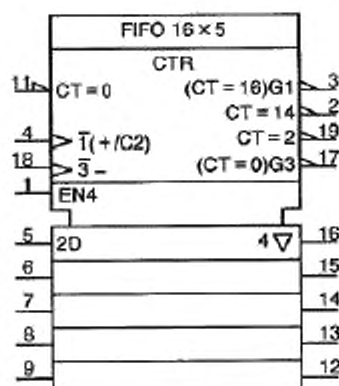 FIFO 16 × 5
CTR
11 CT = 0 (CT = 16)G1 3
CT = 14 2
4 1̅(+/C2) CT = 2 19
18 3̅ − (CT = 0)G3 17
1 EN4
5 2D 4 ▽ 16
6 15
7 14
8 13
9 12